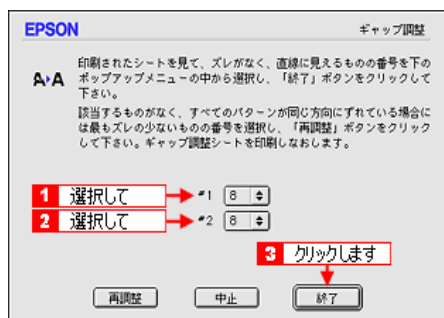 EPSON ギャップ調整
印刷されたシートを見て、ズレがなく、直線に見えるものの番号を下の
A▸A ポップアップメニューの中から選択し、「終了」ボタンをクリックして
下さい。
該当するものがなく、すべてのパターンが同じ方向にずれている場合に
は最もズレの少ないものの番号を選択し、「再調整」ボタンをクリック
して下さい。ギャップ調整シートを印刷しなおします。
1 選択して #1 8
2 選択して #2 8
3 クリックします
再調整 中止 終了